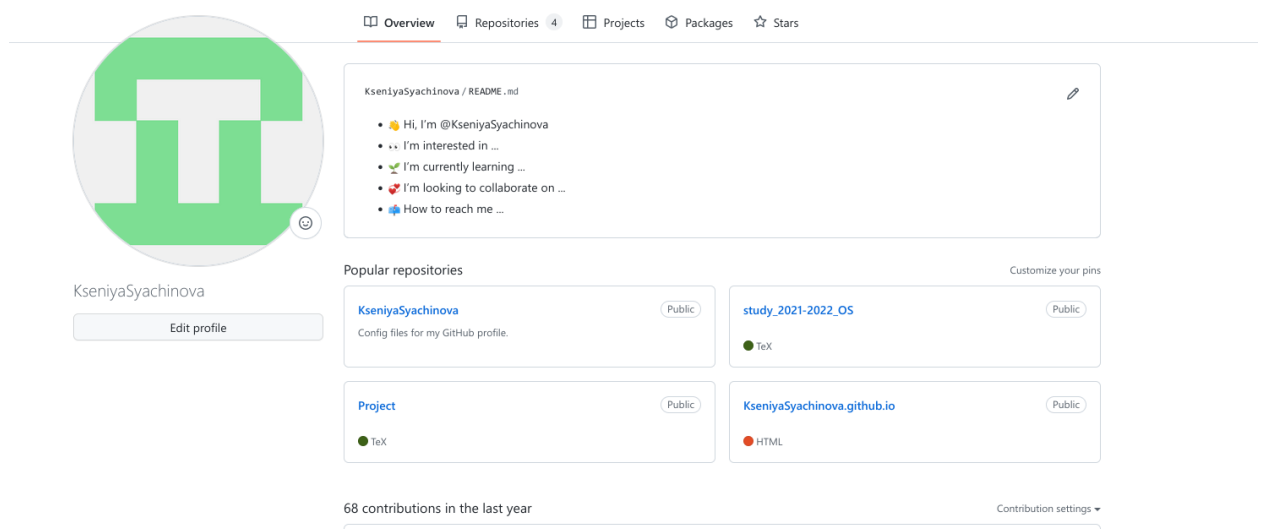 Overview Repositories 4 Projects Packages Stars
KseniyaSyachinova / README.md
Hi, I'm @KseniyaSyachinova
I'm interested in ...
I'm currently learning ...
I'm looking to collaborate on ...
How to reach me ...
KseniyaSyachinova
Edit profile
Popular repositories
Customize your pins
KseniyaSyachinova Public
Config files for my GitHub profile.
study_2021-2022_OS Public
TeX
Project Public
TeX
KseniyaSyachinova.github.io Public
HTML
68 contributions in the last year
Contribution settings